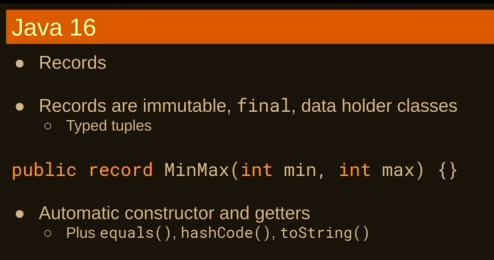 Java 16
● Records
● Records are immutable, final, data holder classes
○ Typed tuples
public record MinMax(int min, int max) {}
● Automatic constructor and getters
○ Plus equals(), hashCode(), toString()